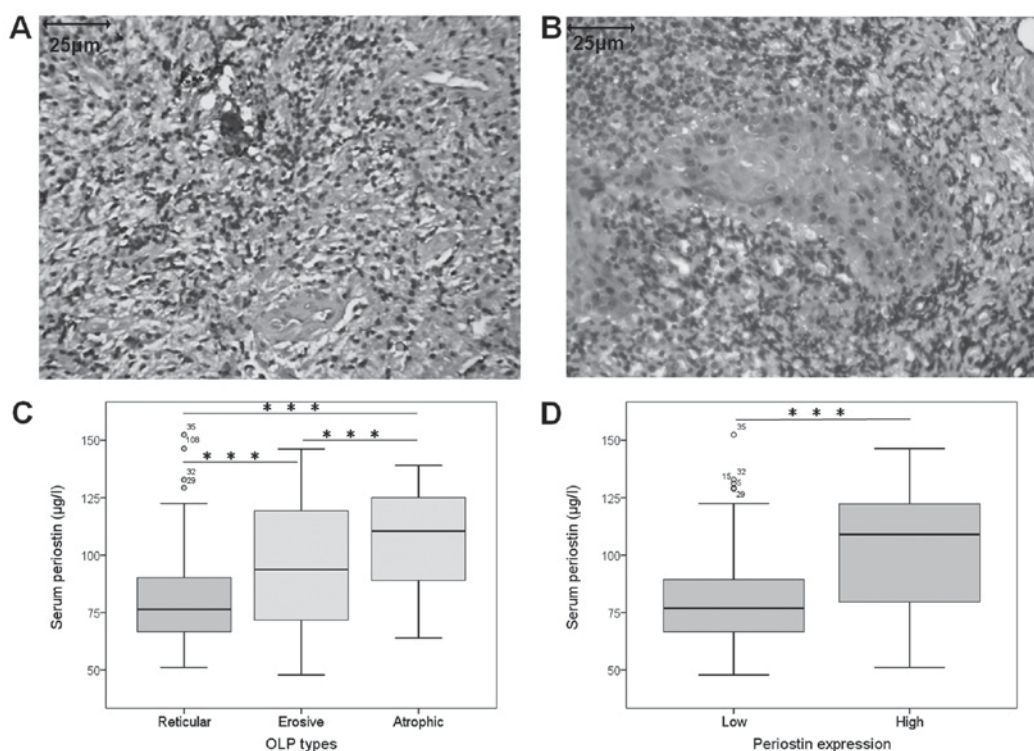 A
25µm
B
25µm
C
* * *
* * *
* * *
Serum periostin (µg/l)
150
125
100
75
50
35
108
32
29
Reticular
Erosive
Atrophic
OLP types
D
* * *
Serum periostin (µg/l)
150
125
100
75
50
35
32
15
5
29
Low
High
Periostin expression